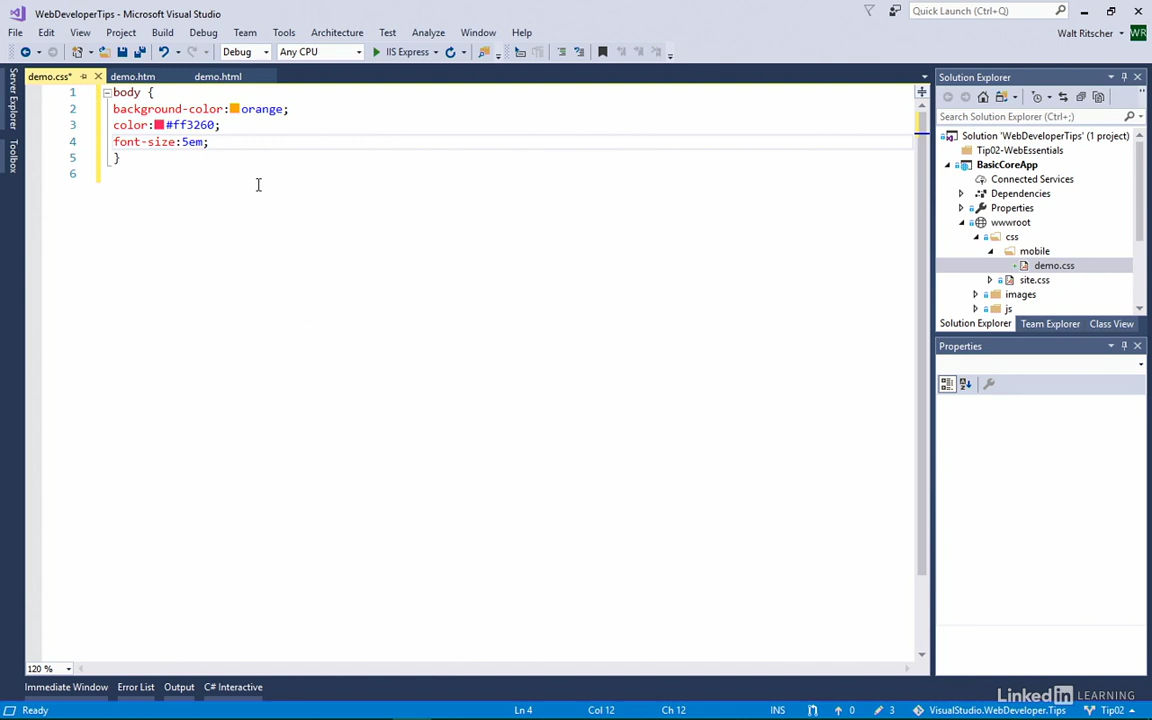 WebDeveloperTips - Microsoft Visual Studio
Quick Launch (Ctrl+Q)
File Edit View Project Build Debug Team Tools Architecture Test Analyze Window Help
Walt Ritscher WR
Debug Any CPU IIS Express
Server Explorer
Toolbox
demo.css* demo.htm demo.html
1 body {
2 background-color:orange;
3 color:#ff3260;
4 font-size:5em;
5 }
6
120 %
Solution Explorer
Search Solution Explorer (Ctrl+;)
Solution 'WebDeveloperTips' (1 project)
Tip02-WebEssentials
BasicCoreApp
Connected Services
Dependencies
Properties
wwwroot
css
mobile
demo.css
site.css
images
js
Solution Explorer Team Explorer Class View
Properties
Immediate Window Error List Output C# Interactive
Linked in LEARNING
Ready Ln 4 Col 12 Ch 12 INS 0 3 VisualStudio.WebDeveloper.Tips Tip02